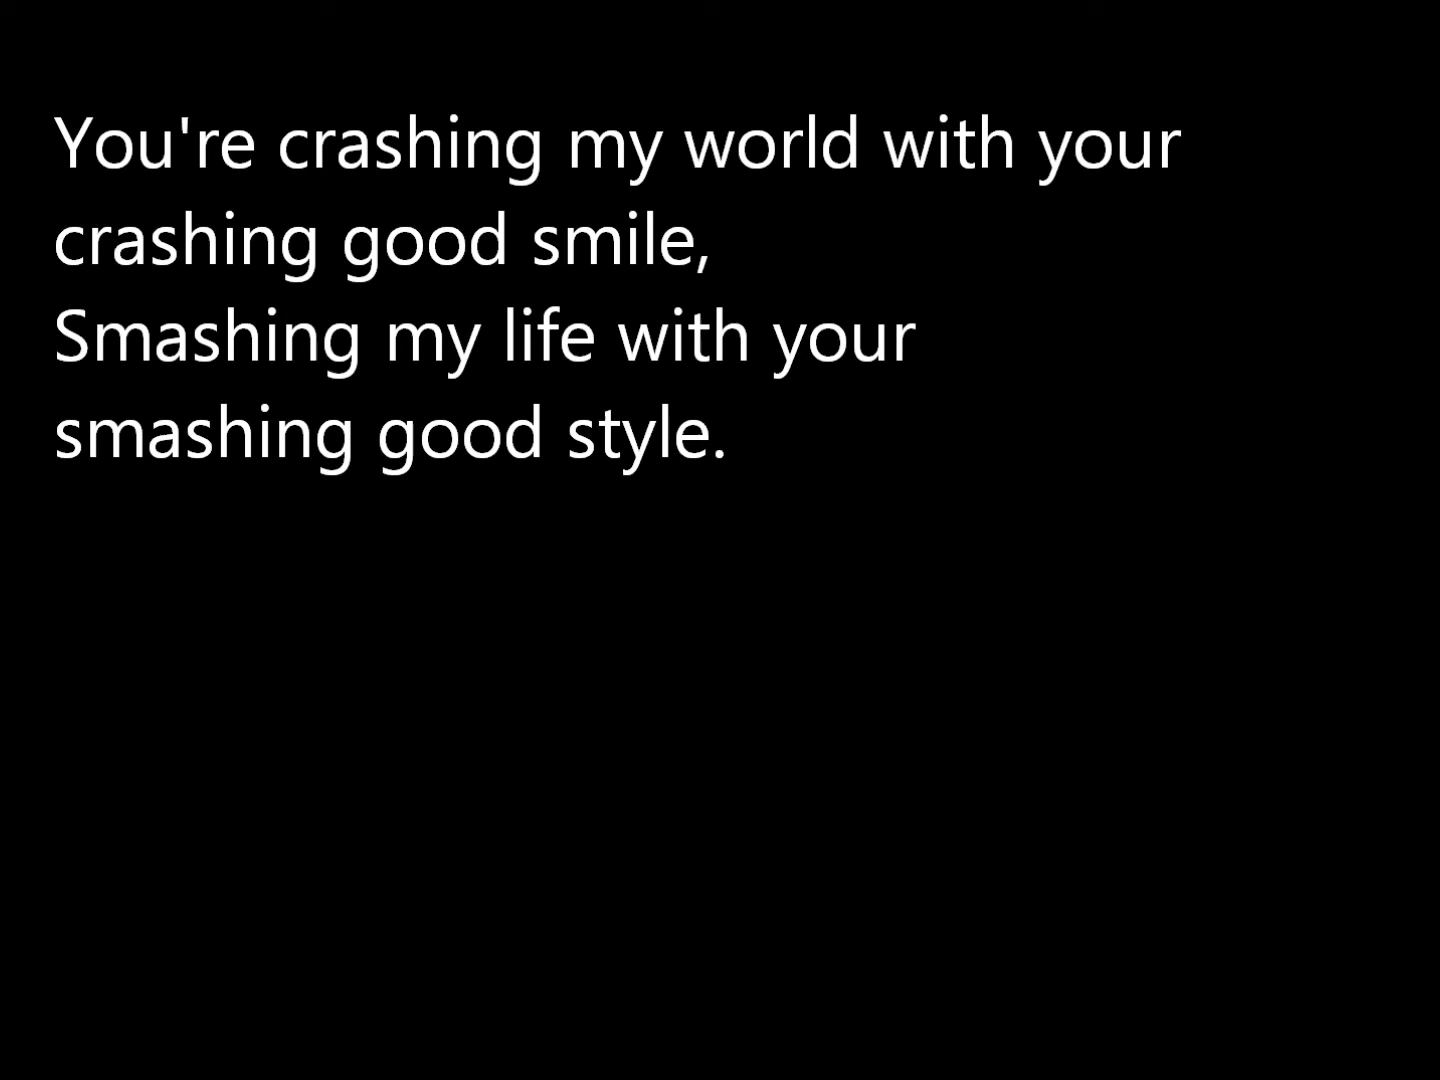 You're crashing my world with your
crashing good smile,
Smashing my life with your
smashing good style.